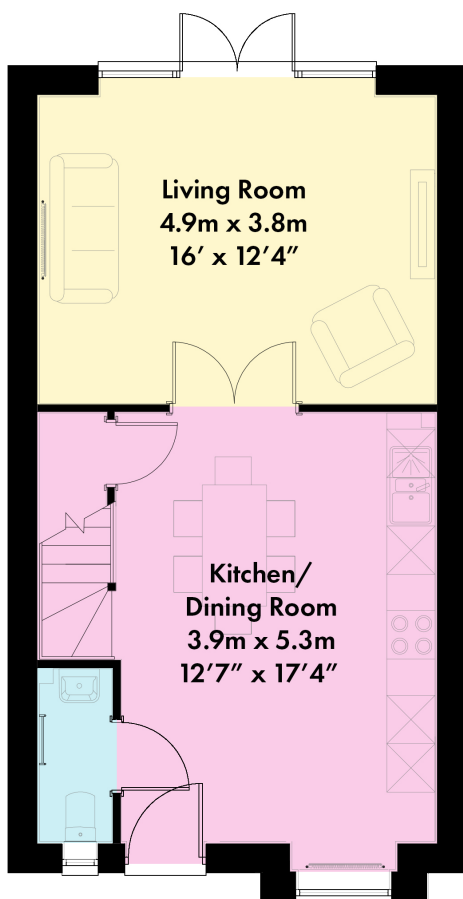 Living Room
4.9m x 3.8m
16’ x 12’4”
Kitchen/
Dining Room
3.9m x 5.3m
12’7” x 17’4”